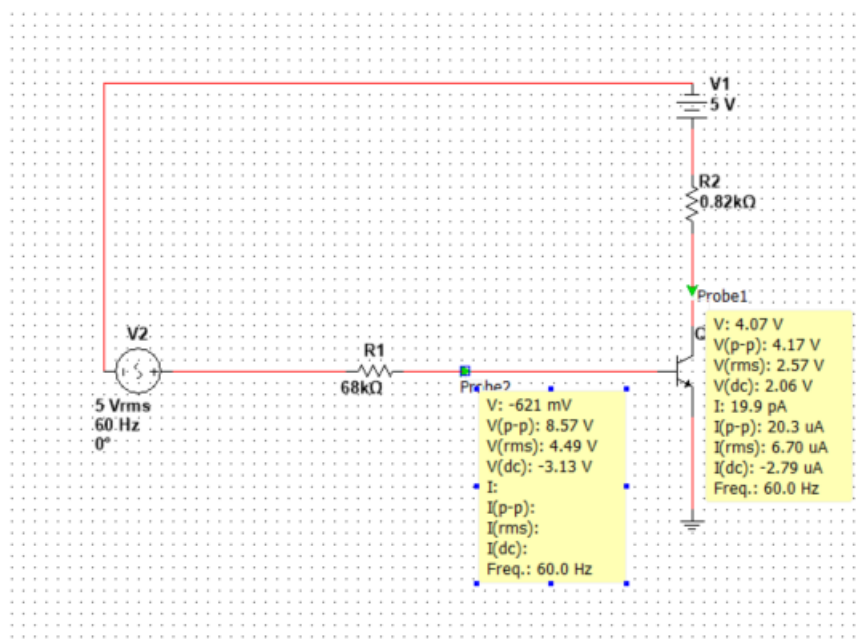 V1
5 V
R2
0.82kΩ
Probe1
Q
V: 4.07 V
V(p-p): 4.17 V
V(rms): 2.57 V
V(dc): 2.06 V
I: 19.9 pA
I(p-p): 20.3 uA
I(rms): 6.70 uA
I(dc): -2.79 uA
Freq.: 60.0 Hz
V2
5 Vrms
60 Hz
0°
R1
68kΩ
Probe2
V: -621 mV
V(p-p): 8.57 V
V(rms): 4.49 V
V(dc): -3.13 V
I:
I(p-p):
I(rms):
I(dc):
Freq.: 60.0 Hz